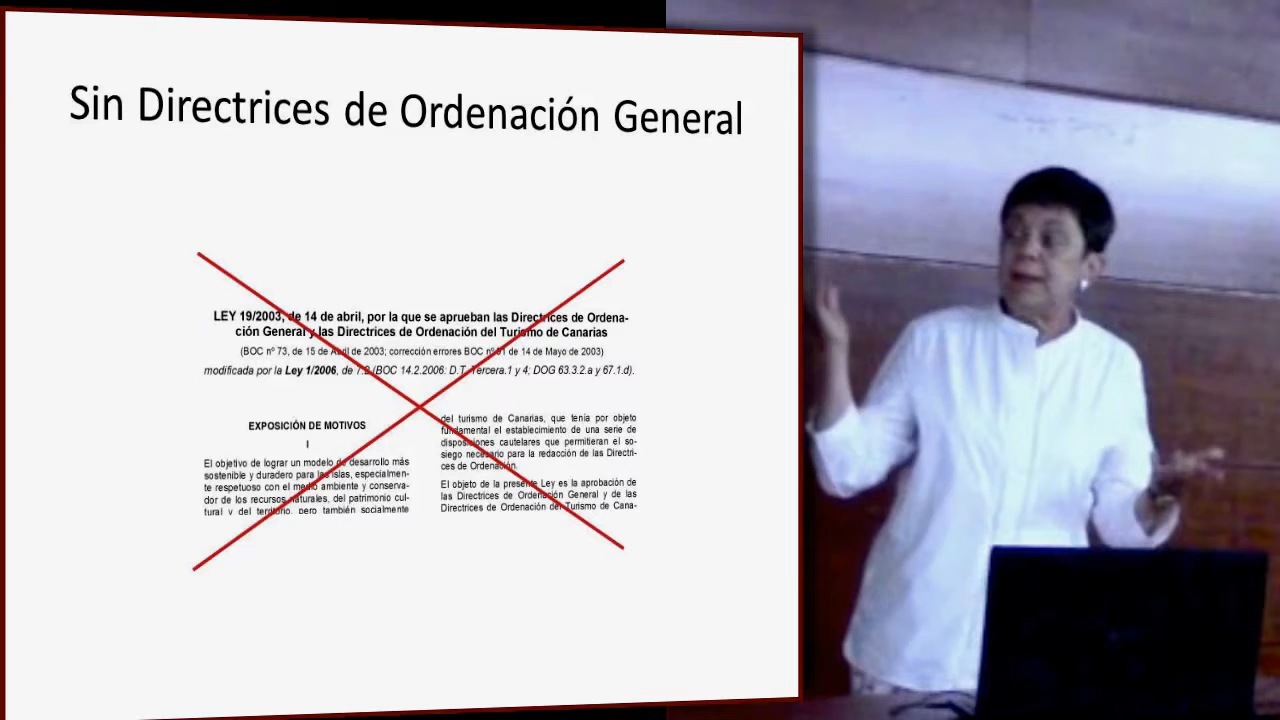 Sin Directrices de Ordenación General
LEY 19/2003, de 14 de abril, por la que se aprueban las Directrices de Ordena-
ción General y las Directrices de Ordenación del Turismo de Canarias
(BOC nº 73, de 15 de Abril de 2003; corrección errores BOC nº 91 de 14 de Mayo de 2003)
modificada por la Ley 1/2006, de 7.2 (BOC 14.2.2006: D.T. Tercera.1 y 4; DOG 63.3.2.a y 67.1.d).
EXPOSICIÓN DE MOTIVOS
I
El objetivo de lograr un modelo de desarrollo más
sostenible y duradero para las islas, especialmen-
te respetuoso con el medio ambiente y conserva-
dor de los recursos naturales, del patrimonio cul-
tural y del territorio, pero también socialmente
del turismo de Canarias, que tenía por objeto
fundamental el establecimiento de una serie de
disposiciones cautelares que permitieran el so-
siego necesario para la redacción de las Directri-
ces de Ordenación.
El objeto de la presente Ley es la aprobación de
las Directrices de Ordenación General y de las
Directrices de Ordenación del Turismo de Cana-